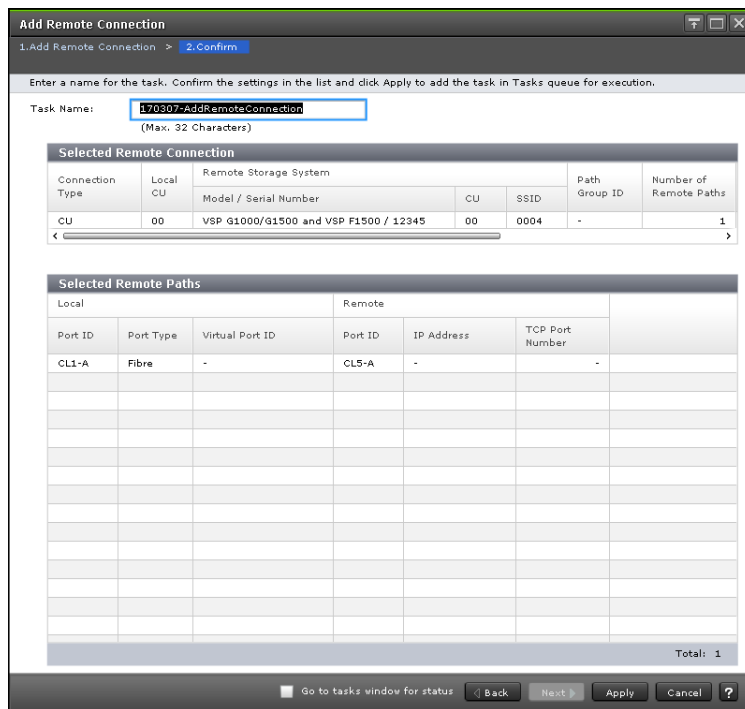 Add Remote Connection
1.Add Remote Connection > 2.Confirm
Enter a name for the task. Confirm the settings in the list and click Apply to add the task in Tasks queue for execution.
Task Name: 170307-AddRemoteConnection
(Max. 32 Characters)
Selected Remote Connection
Connection Type Local CU Remote Storage System Path Group ID Number of Remote Paths
Model / Serial Number CU SSID
CU 00 VSP G1000/G1500 and VSP F1500 / 12345 00 0004 - 1
Selected Remote Paths
Local Remote
Port ID Port Type Virtual Port ID Port ID IP Address TCP Port Number
CL1-A Fibre - CL5-A - -
Total: 1
Go to tasks window for status Back Next Apply Cancel ?